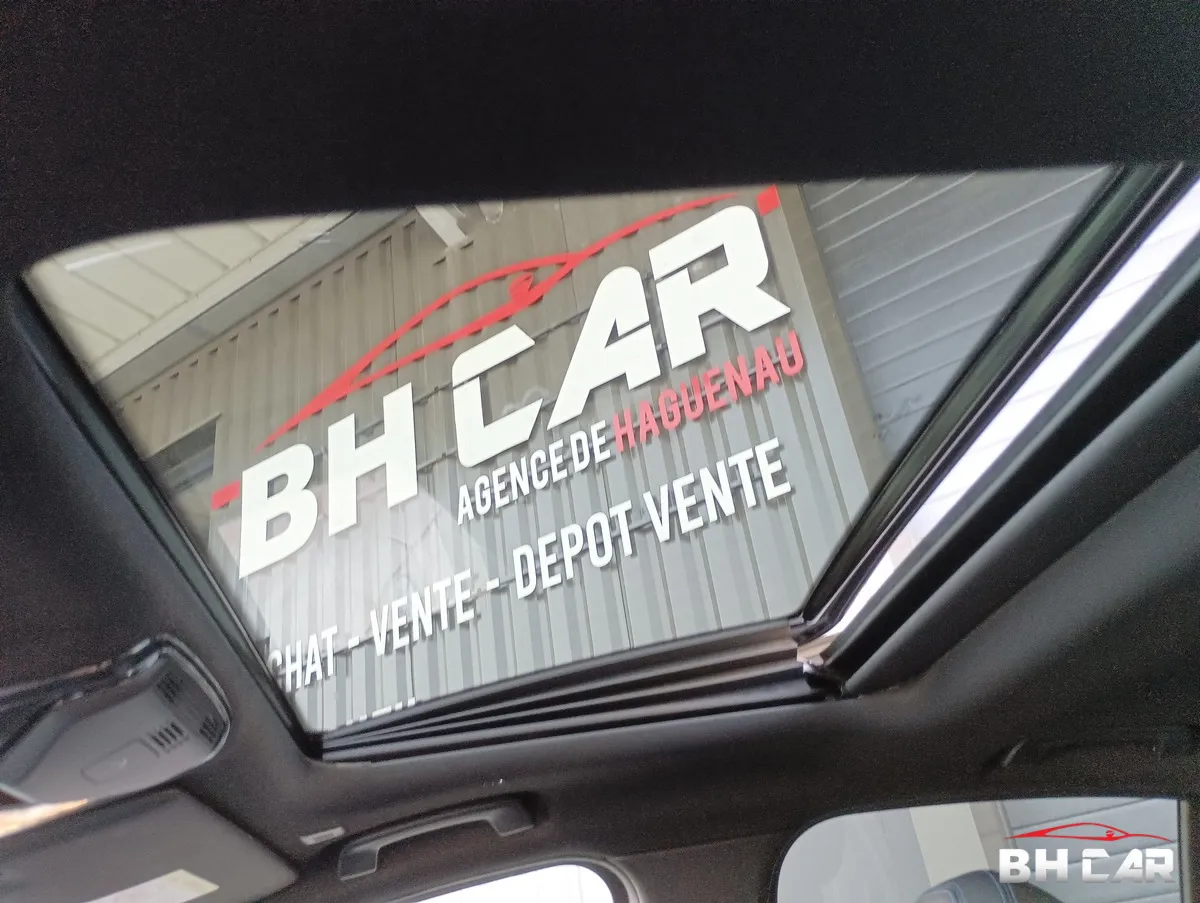 BH CAR
AGENCE DE HAGUENAU
CHAT - VENTE - DEPOT VENTE
BH CAR